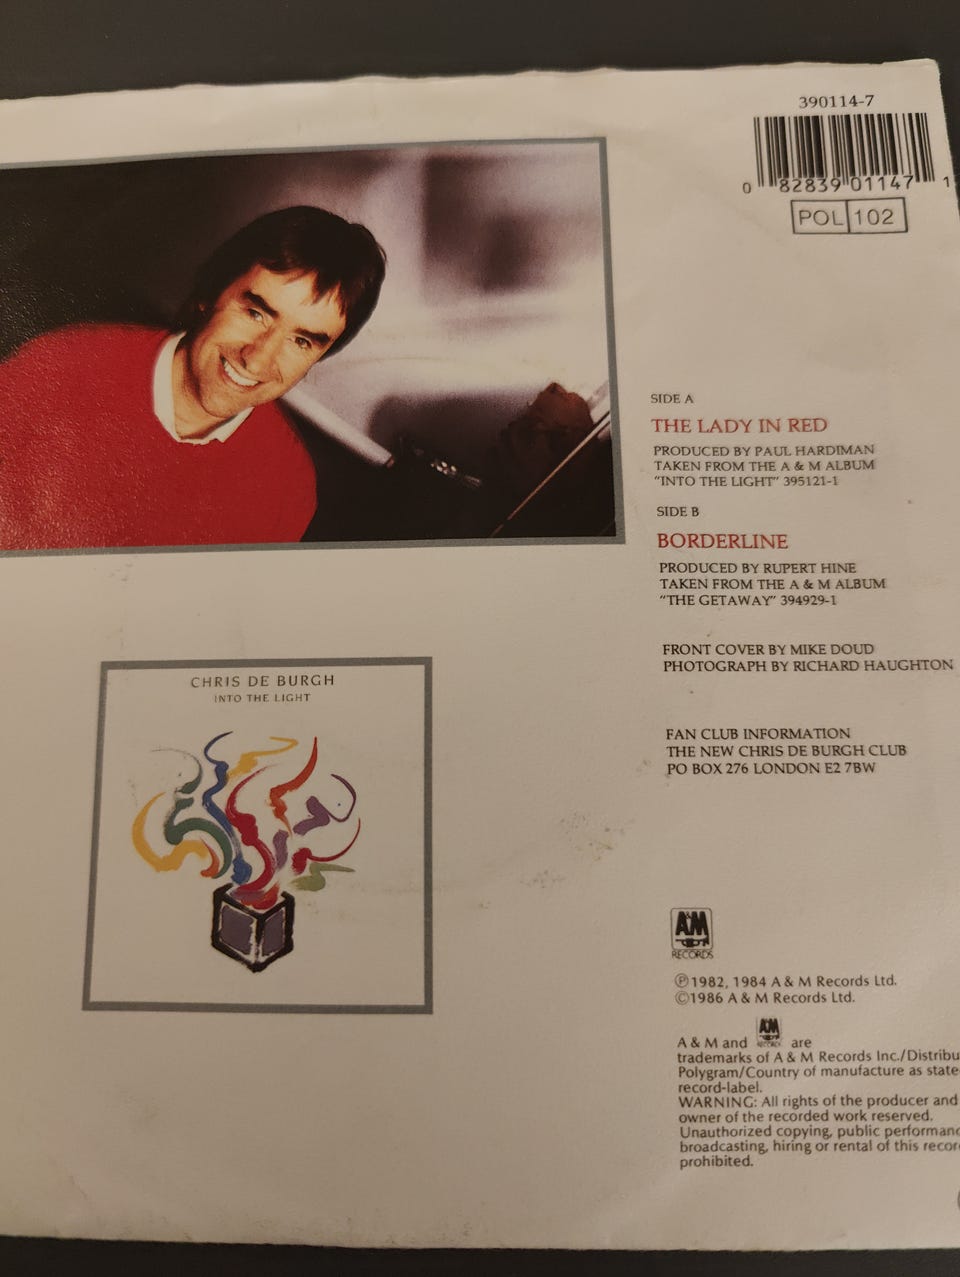 390114-7
0 82839 01147 1
POL 102
SIDE A
THE LADY IN RED
PRODUCED BY PAUL HARDIMAN
TAKEN FROM THE A & M ALBUM
"INTO THE LIGHT" 395121-1
SIDE B
BORDERLINE
PRODUCED BY RUPERT HINE
TAKEN FROM THE A & M ALBUM
"THE GETAWAY" 394929-1
FRONT COVER BY MIKE DOUD
PHOTOGRAPH BY RICHARD HAUGHTON
FAN CLUB INFORMATION
THE NEW CHRIS DE BURGH CLUB
PO BOX 276 LONDON E2 7BW
CHRIS DE BURGH
INTO THE LIGHT
A&M
RECORDS
℗1982, 1984 A & M Records Ltd.
©1986 A & M Records Ltd.
A & M and A&M RECORDS are
trademarks of A & M Records Inc./Distribu
Polygram/Country of manufacture as state
record-label.
WARNING: All rights of the producer and
owner of the recorded work reserved.
Unauthorized copying, public performanc
broadcasting, hiring or rental of this recor
prohibited.